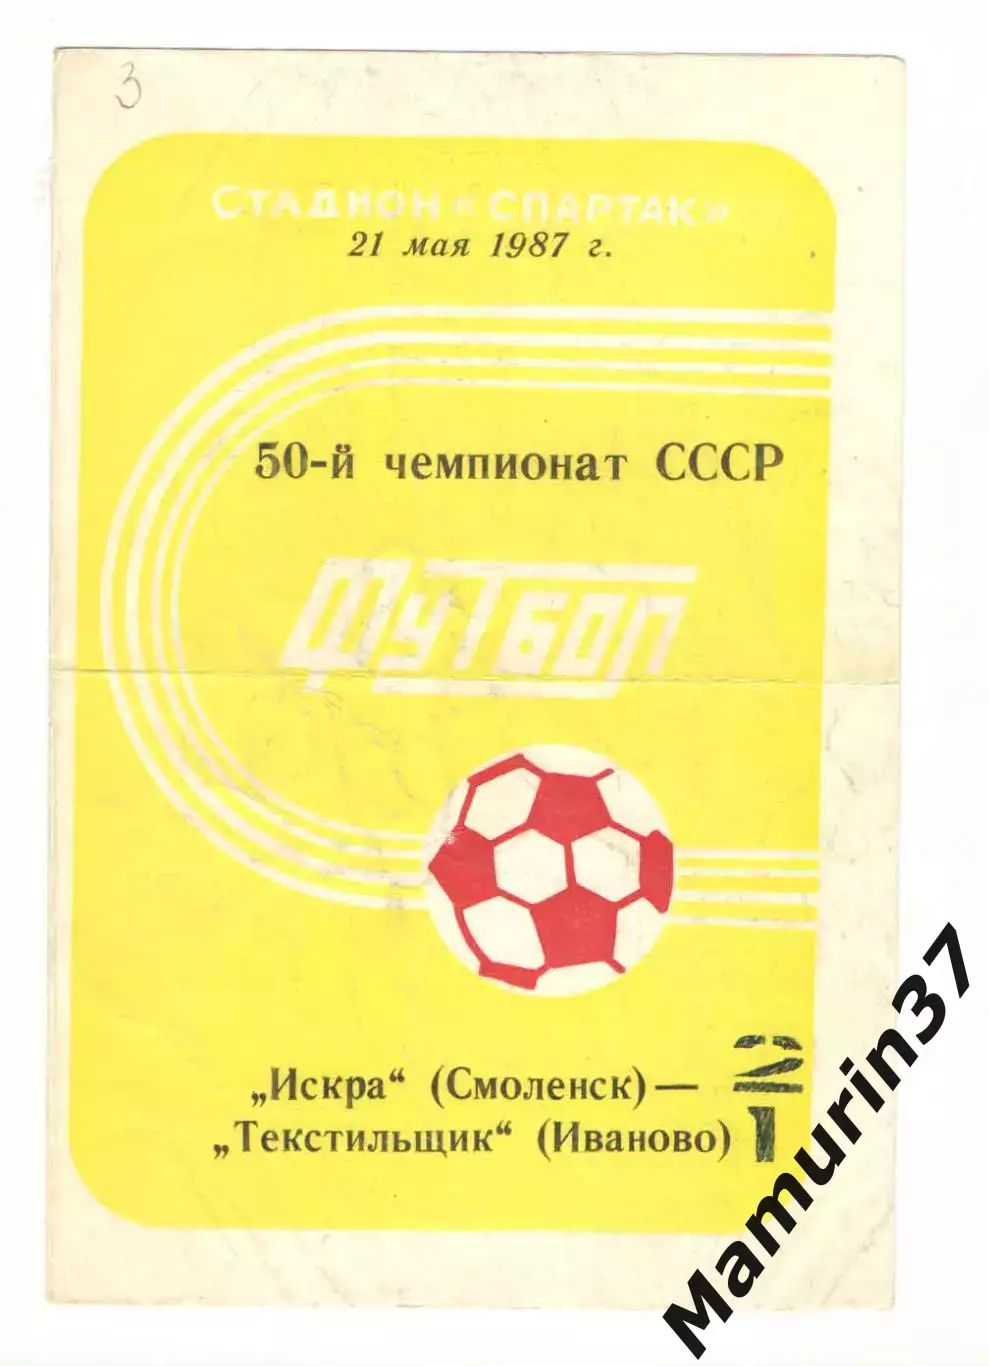 3
Стадион «Спартак»
21 мая 1987 г.
50-й чемпионат СССР
Футбол
„Искра“ (Смоленск) — 2
„Текстильщик“ (Иваново) 1
Mamurin37